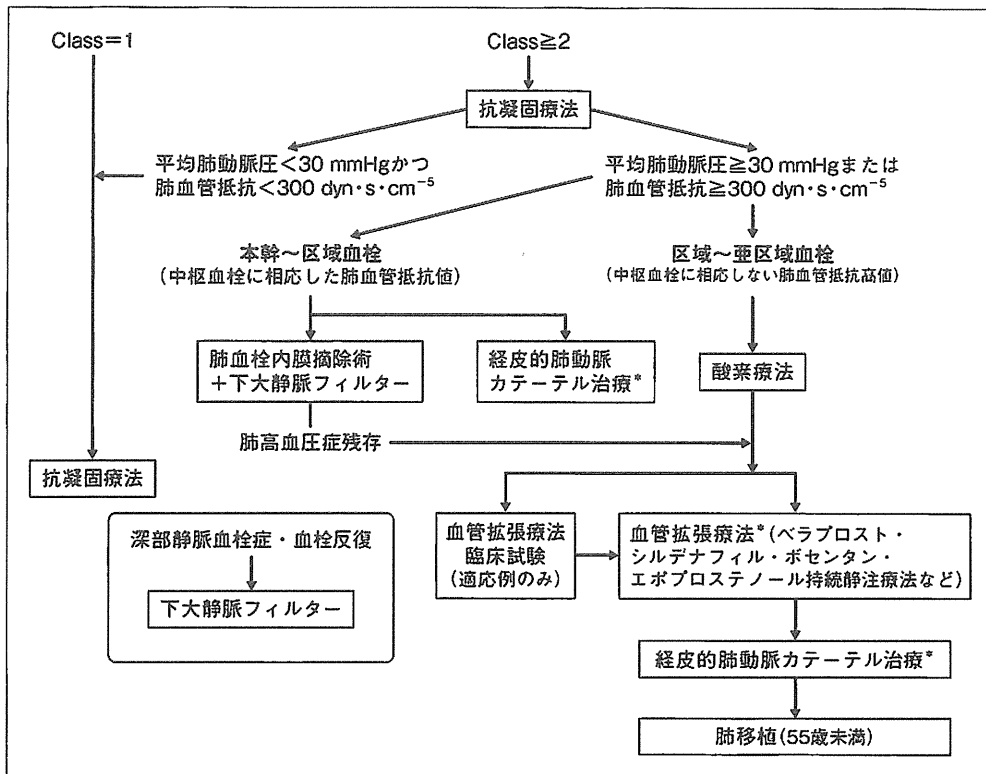 Class=1
Class≧2
抗凝固療法
平均肺動脈圧<30 mmHgかつ
肺血管抵抗<300 dyn・s・cm⁻⁵
平均肺動脈圧≧30 mmHgまたは
肺血管抵抗≧300 dyn・s・cm⁻⁵
本幹〜区域血栓
(中枢血栓に相応した肺血管抵抗値)
区域〜亜区域血栓
(中枢血栓に相応しない肺血管抵抗高値)
肺血栓内膜摘除術
+下大静脈フィルター
経皮的肺動脈
カテーテル治療*
酸素療法
肺高血圧症残存
抗凝固療法
深部静脈血栓症・血栓反復
下大静脈フィルター
血管拡張療法
臨床試験
(適応例のみ)
血管拡張療法*(ベラプロスト・
シルデナフィル・ボセンタン・
エポプロステノール持続静注療法など)
経皮的肺動脈カテーテル治療*
肺移植(55歳未満)